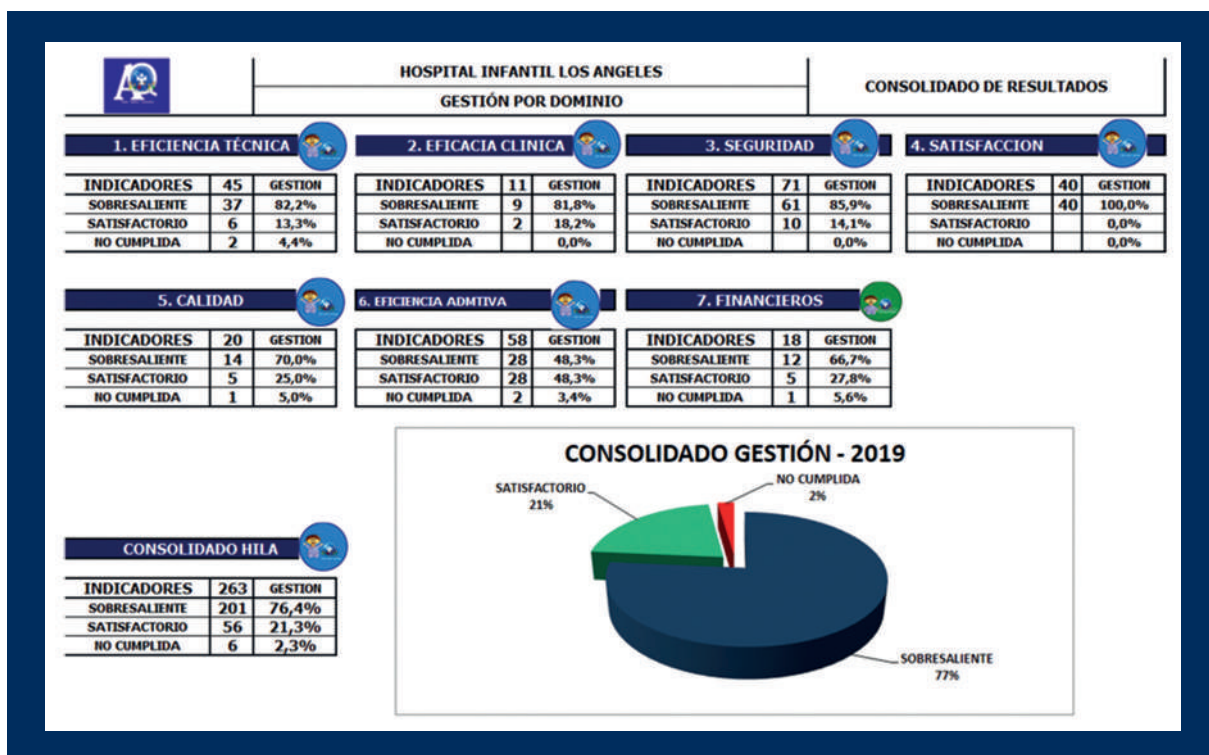 HOSPITAL INFANTIL LOS ANGELES
GESTIÓN POR DOMINIO
CONSOLIDADO DE RESULTADOS
1. EFICIENCIA TÉCNICA
INDICADORES 45 GESTION
SOBRESALIENTE 37 82,2%
SATISFACTORIO 6 13,3%
NO CUMPLIDA 2 4,4%
2. EFICACIA CLINICA
INDICADORES 11 GESTION
SOBRESALIENTE 9 81,8%
SATISFACTORIO 2 18,2%
NO CUMPLIDA 0,0%
3. SEGURIDAD
INDICADORES 71 GESTION
SOBRESALIENTE 61 85,9%
SATISFACTORIO 10 14,1%
NO CUMPLIDA 0,0%
4. SATISFACCION
INDICADORES 40 GESTION
SOBRESALIENTE 40 100,0%
SATISFACTORIO 0,0%
NO CUMPLIDA 0,0%
5. CALIDAD
INDICADORES 20 GESTION
SOBRESALIENTE 14 70,0%
SATISFACTORIO 5 25,0%
NO CUMPLIDA 1 5,0%
6. EFICIENCIA ADMTIVA
INDICADORES 58 GESTION
SOBRESALIENTE 28 48,3%
SATISFACTORIO 28 48,3%
NO CUMPLIDA 2 3,4%
7. FINANCIEROS
INDICADORES 18 GESTION
SOBRESALIENTE 12 66,7%
SATISFACTORIO 5 27,8%
NO CUMPLIDA 1 5,6%
CONSOLIDADO HILA
INDICADORES 263 GESTION
SOBRESALIENTE 201 76,4%
SATISFACTORIO 56 21,3%
NO CUMPLIDA 6 2,3%
CONSOLIDADO GESTIÓN - 2019
SATISFACTORIO
21%
NO CUMPLIDA
2%
SOBRESALIENTE
77%